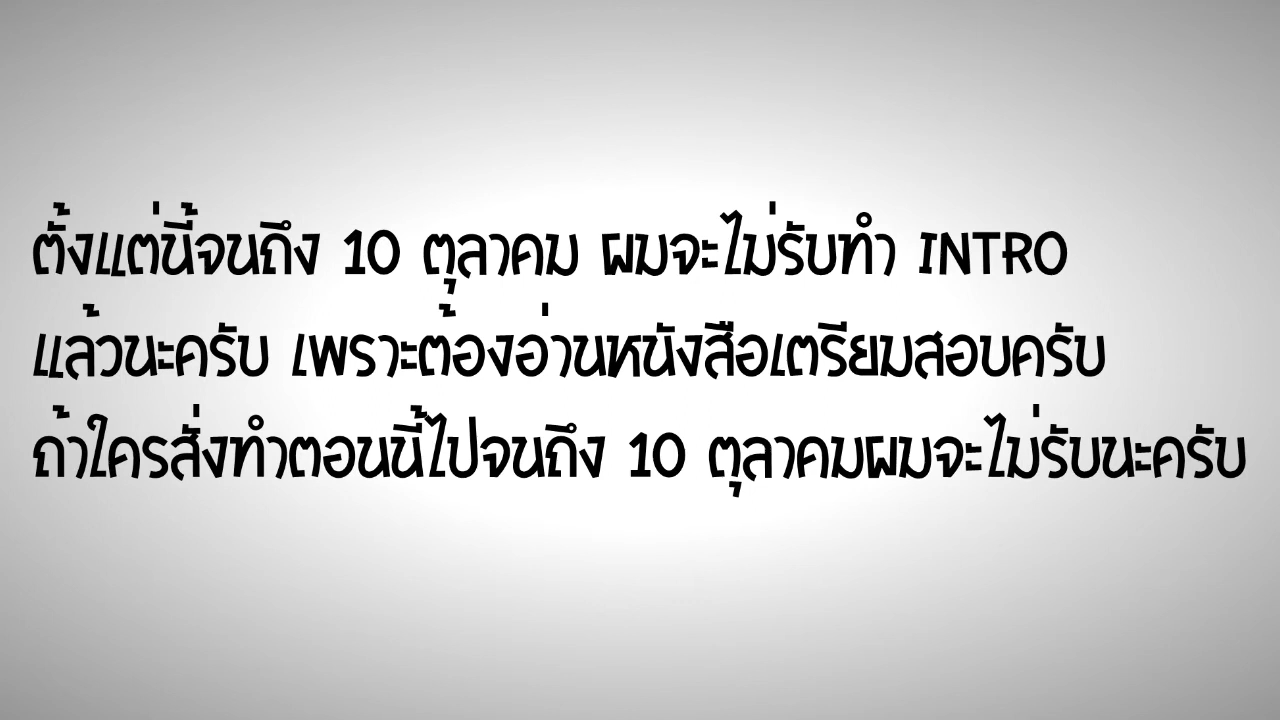 ตั้งแต่นี้จนถึง 10 ตุลาคม ผมจะไม่รับทำ INTRO
แล้วนะครับ เพราะต้องอ่านหนังสือเตรียมสอบครับ
ถ้าใครสั่งทำตอนนี้ไปจนถึง 10 ตุลาคมผมจะไม่รับนะครับ